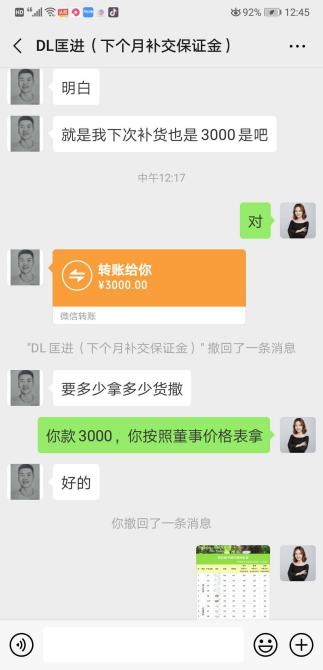 HD 92% 12:45
DL匡进（下个月补交保证金）
明白
就是我下次补货也是3000是吧
中午12:17
对
转账给你
¥3000.00
微信转账
"DL 匡进（下个月补交保证金）" 撤回了一条消息
要多少拿多少货撒
你款3000，你按照董事价格表拿
好的
你撤回了一条消息